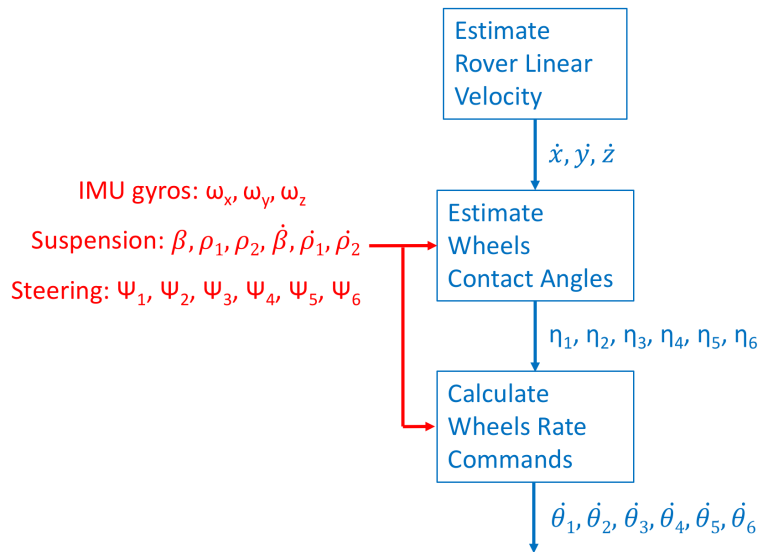 Estimate
Rover Linear
Velocity
ẋ, ẏ, ż
IMU gyros: ωx, ωy, ωz
Suspension: β, ρ1, ρ2, β̇, ρ̇1, ρ̇2
Steering: Ψ1, Ψ2, Ψ3, Ψ4, Ψ5, Ψ6
Estimate
Wheels
Contact Angles
η1, η2, η3, η4, η5, η6
Calculate
Wheels Rate
Commands
θ̇1, θ̇2, θ̇3, θ̇4, θ̇5, θ̇6